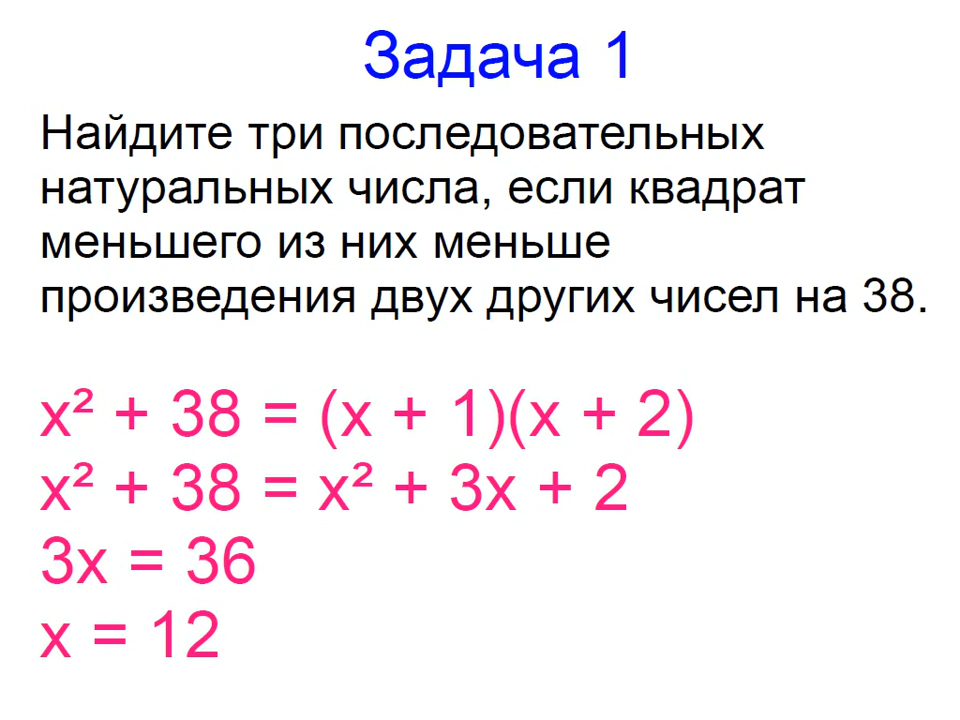 Задача 1
Найдите три последовательных
натуральных числа, если квадрат
меньшего из них меньше
произведения двух других чисел на 38.
x² + 38 = (x + 1)(x + 2)
x² + 38 = x² + 3x + 2
3x = 36
x = 12